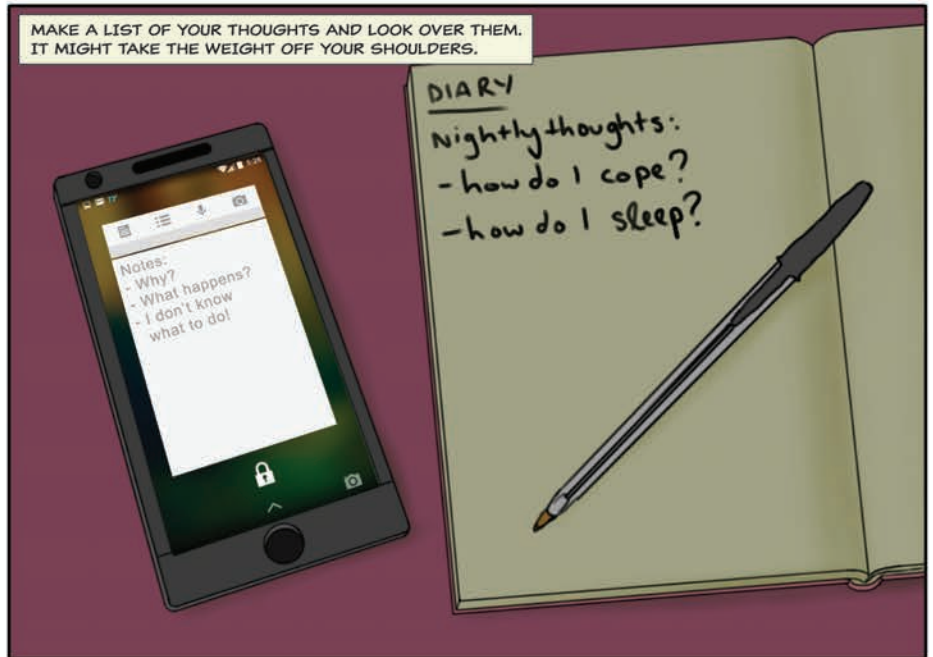 MAKE A LIST OF YOUR THOUGHTS AND LOOK OVER THEM.
IT MIGHT TAKE THE WEIGHT OFF YOUR SHOULDERS.
DIARY
Nightly thoughts:
- how do I cope?
- how do I sleep?
Notes:
- Why?
- What happens?
- I don't know
what to do!